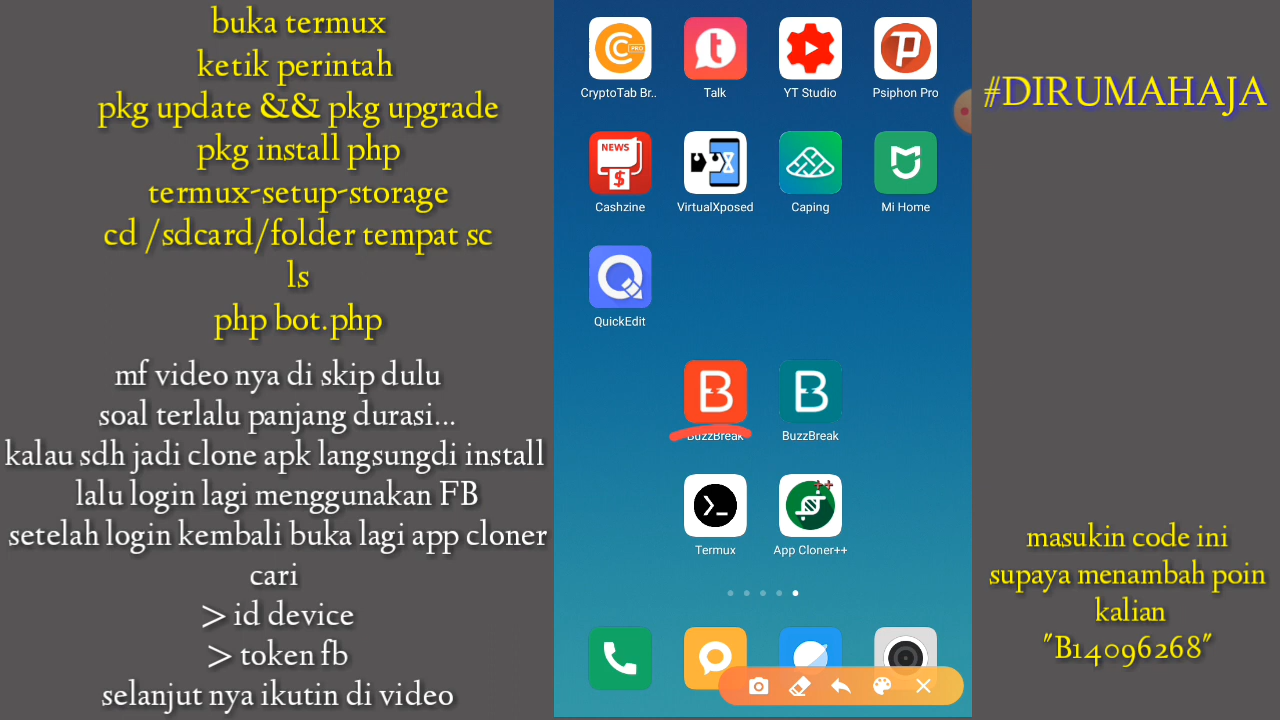 buka termux
ketik perintah
pkg update && pkg upgrade
pkg install php
termux-setup-storage
cd /sdcard/folder tempat sc
ls
php bot.php
mf video nya di skip dulu
soal terlalu panjang durasi...
kalau sdh jadi clone apk langsungdi install
lalu login lagi menggunakan FB
setelah login kembali buka lagi app cloner
cari
> id device
> token fb
selanjut nya ikutin di video
PRO
CryptoTab Br.. Talk YT Studio Psiphon Pro
NEWS
$
Cashzine VirtualXposed Caping Mi Home
QuickEdit
BuzzBreak BuzzBreak
++
Termux App Cloner++
#DIRUMAHAJA
masukin code ini
supaya menambah poin
kalian
"B14096268"